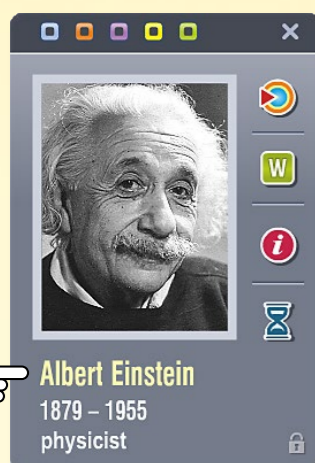 W
i
Albert Einstein
1879 – 1955
physicist